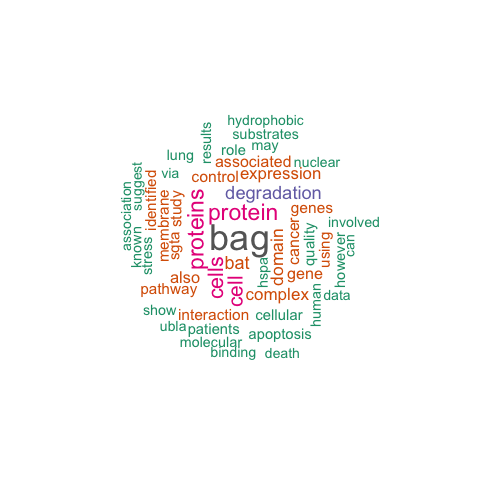 hydrophobic
substrates
results
role
may
lung
associated
nuclear
via
control
expression
association
suggest
identified
degradation
membrane
study
proteins
protein
genes
involved
known
stress
sgta
bag
domain
cancer
quality
using
however
can
cells
bat
hspa
also
cell
gene
pathway
complex
human
data
show
interaction
cellular
ubla
patients
apoptosis
molecular
binding
death